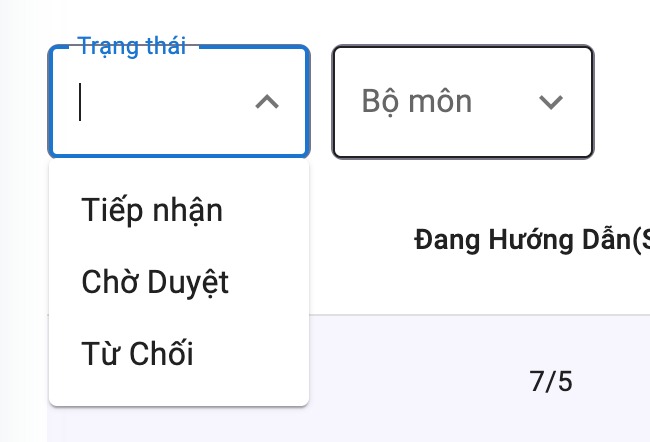 Trạng thái
Bộ môn
Tiếp nhận
Chờ Duyệt
Từ Chối
Đang Hướng Dẫn(S
7/5